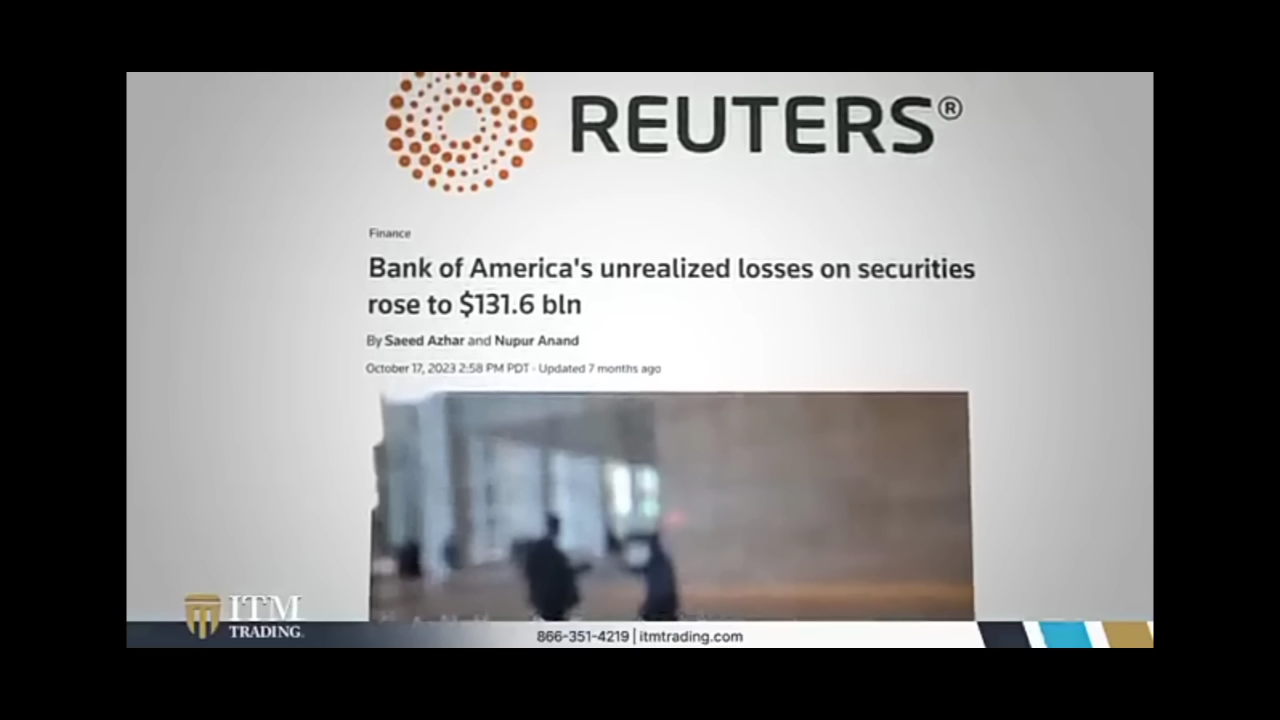 REUTERS®
Finance
Bank of America's unrealized losses on securities
rose to $131.6 bln
By Saeed Azhar and Nupur Anand
October 17, 2023 2:58 PM PDT · Updated 7 months ago
ITM
TRADING.
866-351-4219 | itmtrading.com